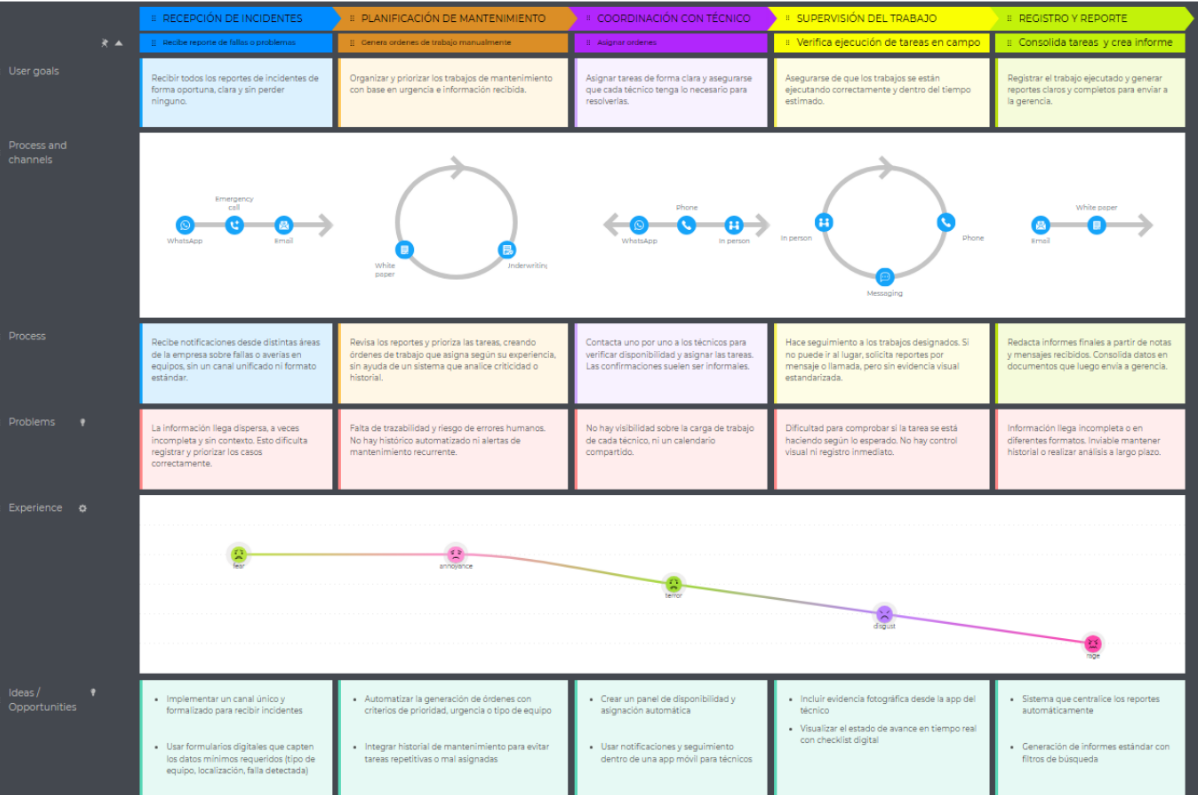 RECEPCIÓN DE INCIDENTES
PLANIFICACIÓN DE MANTENIMIENTO
COORDINACIÓN CON TÉCNICO
SUPERVISIÓN DEL TRABAJO
REGISTRO Y REPORTE
Recibe reporte de fallas o problemas
Genera ordenes de trabajo manualmente
Asignar ordenes
Verifica ejecución de tareas en campo
Consolida tareas y crea informe
User goals
Recibir todos los reportes de incidentes de
forma oportuna, clara y sin perder
ninguno.
Organizar y priorizar los trabajos de mantenimiento
con base en urgencia e información recibida.
Asignar tareas de forma clara y asegurarse
que cada técnico tenga lo necesario para
resolverlas.
Asegurarse de que los trabajos se están
ejecutando correctamente y dentro del tiempo
estimado.
Registrar el trabajo ejecutado y generar
reportes claros y completos para enviar a
la gerencia.
Process and
channels
WhatsApp
Emergency
call
Email
White
paper
Underwriting
WhatsApp
Phone
In person
In person
Phone
Messaging
Email
White paper
Process
Recibe notificaciones desde distintas áreas
de la empresa sobre fallas o averías en
equipos, sin un canal unificado ni formato
estándar.
Revisa los reportes y prioriza las tareas, creando
órdenes de trabajo que asigna según su experiencia,
sin ayuda de un sistema que analice criticidad o
historial.
Contacta uno por uno a los técnicos para
verificar disponibilidad y asignar las tareas.
Las confirmaciones suelen ser informales.
Hace seguimiento a los trabajos designados. Si
no puede ir al lugar, solicita reportes por
mensaje o llamada, pero sin evidencia visual
estandarizada.
Redacta informes finales a partir de notas
y mensajes recibidos. Consolida datos en
documentos que luego envía a gerencia.
Problems
La información llega dispersa, a veces
incompleta y sin contexto. Esto dificulta
registrar y priorizar los casos
correctamente.
Falta de trazabilidad y riesgo de errores humanos.
No hay histórico automatizado ni alertas de
mantenimiento recurrente.
No hay visibilidad sobre la carga de trabajo
de cada técnico, ni un calendario
compartido.
Dificultad para comprobar si la tarea se está
haciendo según lo esperado. No hay control
visual ni registro inmediato.
Información llega incompleta o en
diferentes formatos. Inviable mantener
historial o realizar análisis a largo plazo.
Experience
fear
annoyance
terror
disgust
rage
Ideas /
Opportunities
• Implementar un canal único y
formalizado para recibir incidentes
• Usar formularios digitales que capten
los datos mínimos requeridos (tipo de
equipo, localización, falla detectada)
• Automatizar la generación de órdenes con
criterios de prioridad, urgencia o tipo de equipo
• Integrar historial de mantenimiento para evitar
tareas repetitivas o mal asignadas
• Crear un panel de disponibilidad y
asignación automática
• Usar notificaciones y seguimiento
dentro de una app móvil para técnicos
• Incluir evidencia fotográfica desde la app del
técnico
• Visualizar el estado de avance en tiempo real
con checklist digital
• Sistema que centralice los reportes
automáticamente
• Generación de informes estándar con
filtros de búsqueda